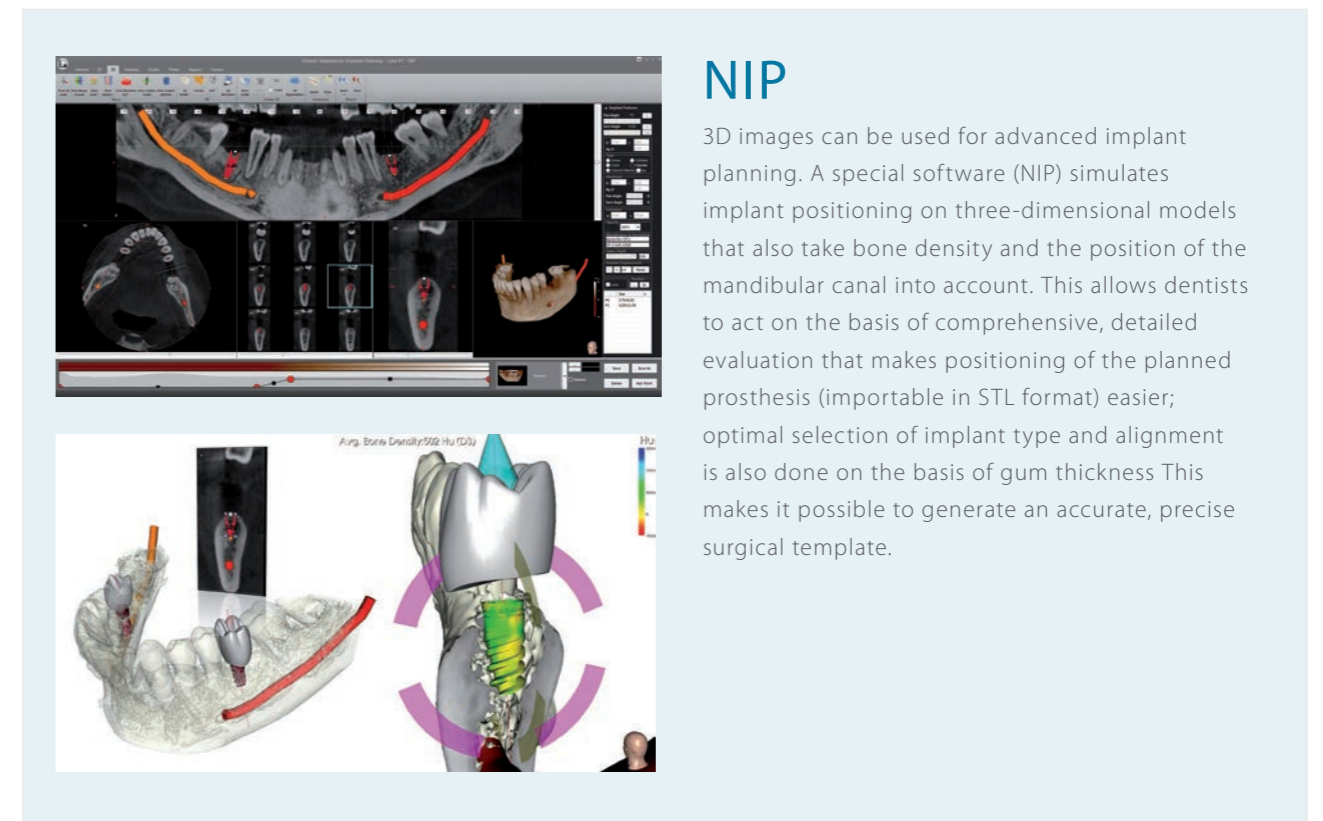 NIP
3D images can be used for advanced implant
planning. A special software (NIP) simulates
implant positioning on three-dimensional models
that also take bone density and the position of the
mandibular canal into account. This allows dentists
to act on the basis of comprehensive, detailed
evaluation that makes positioning of the planned
prosthesis (importable in STL format) easier;
optimal selection of implant type and alignment
is also done on the basis of gum thickness This
makes it possible to generate an accurate, precise
surgical template.
Avg. Bone Density:502 Hu (D3)
Hu